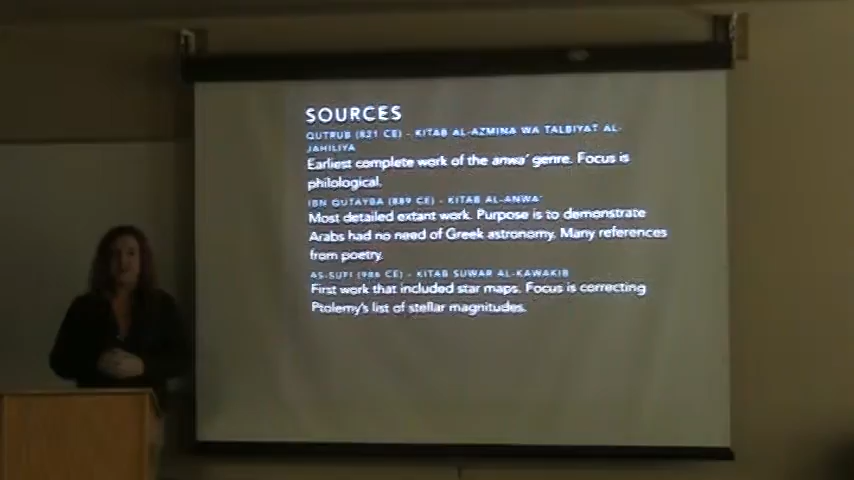 SOURCES
QUTRUB (821 CE) - KITAB AL-AZMINA WA TALBIYAT AL-
JAHILIYA
Earliest complete work of the anwa' genre. Focus is
philological.
IBN QUTAYBA (889 CE) - KITAB AL-ANWA'
Most detailed extant work. Purpose is to demonstrate
Arabs had no need of Greek astronomy. Many references
from poetry.
AS-SUFI (986 CE) - KITAB SUWAR AL-KAWAKIB
First work that included star maps. Focus is correcting
Ptolemy's list of stellar magnitudes.